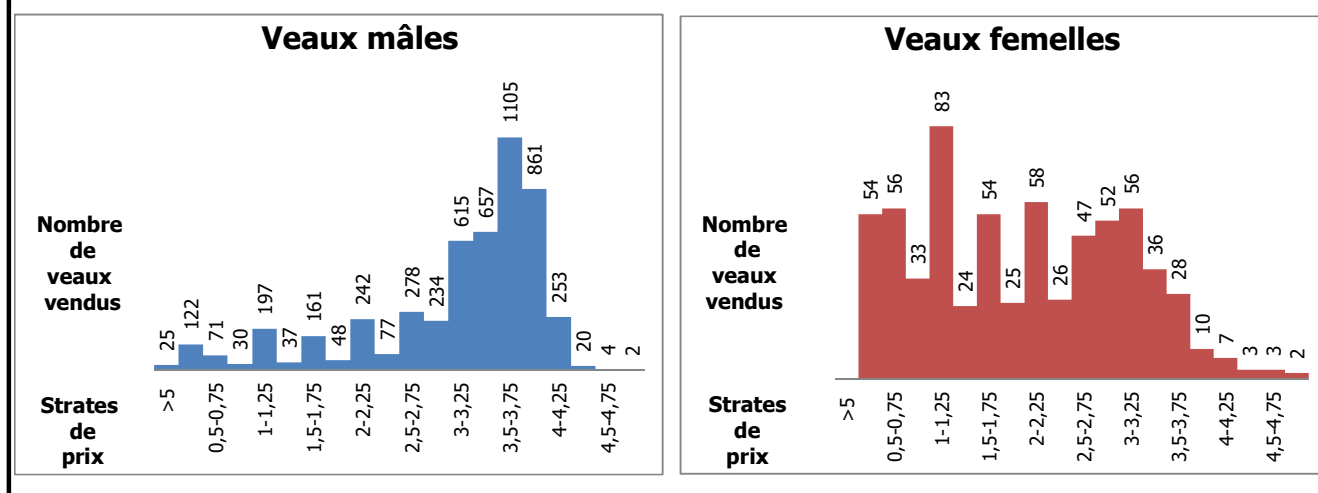 Veaux mâles
25 122 71 30 197 37 161 48 242 77 278 234 615 657 1105 861 253 20 4 2
Nombre
de
veaux
vendus
Strates
de
prix
>5 0,5-0,75 1-1,25 1,5-1,75 2-2,25 2,5-2,75 3-3,25 3,5-3,75 4-4,25 4,5-4,75
Veaux femelles
54 56 33 83 24 54 25 58 26 47 52 56 36 28 10 7 3 3 2
Nombre
de
veaux
vendus
Strates
de
prix
>5 0,5-0,75 1-1,25 1,5-1,75 2-2,25 2,5-2,75 3-3,25 3,5-3,75 4-4,25 4,5-4,75